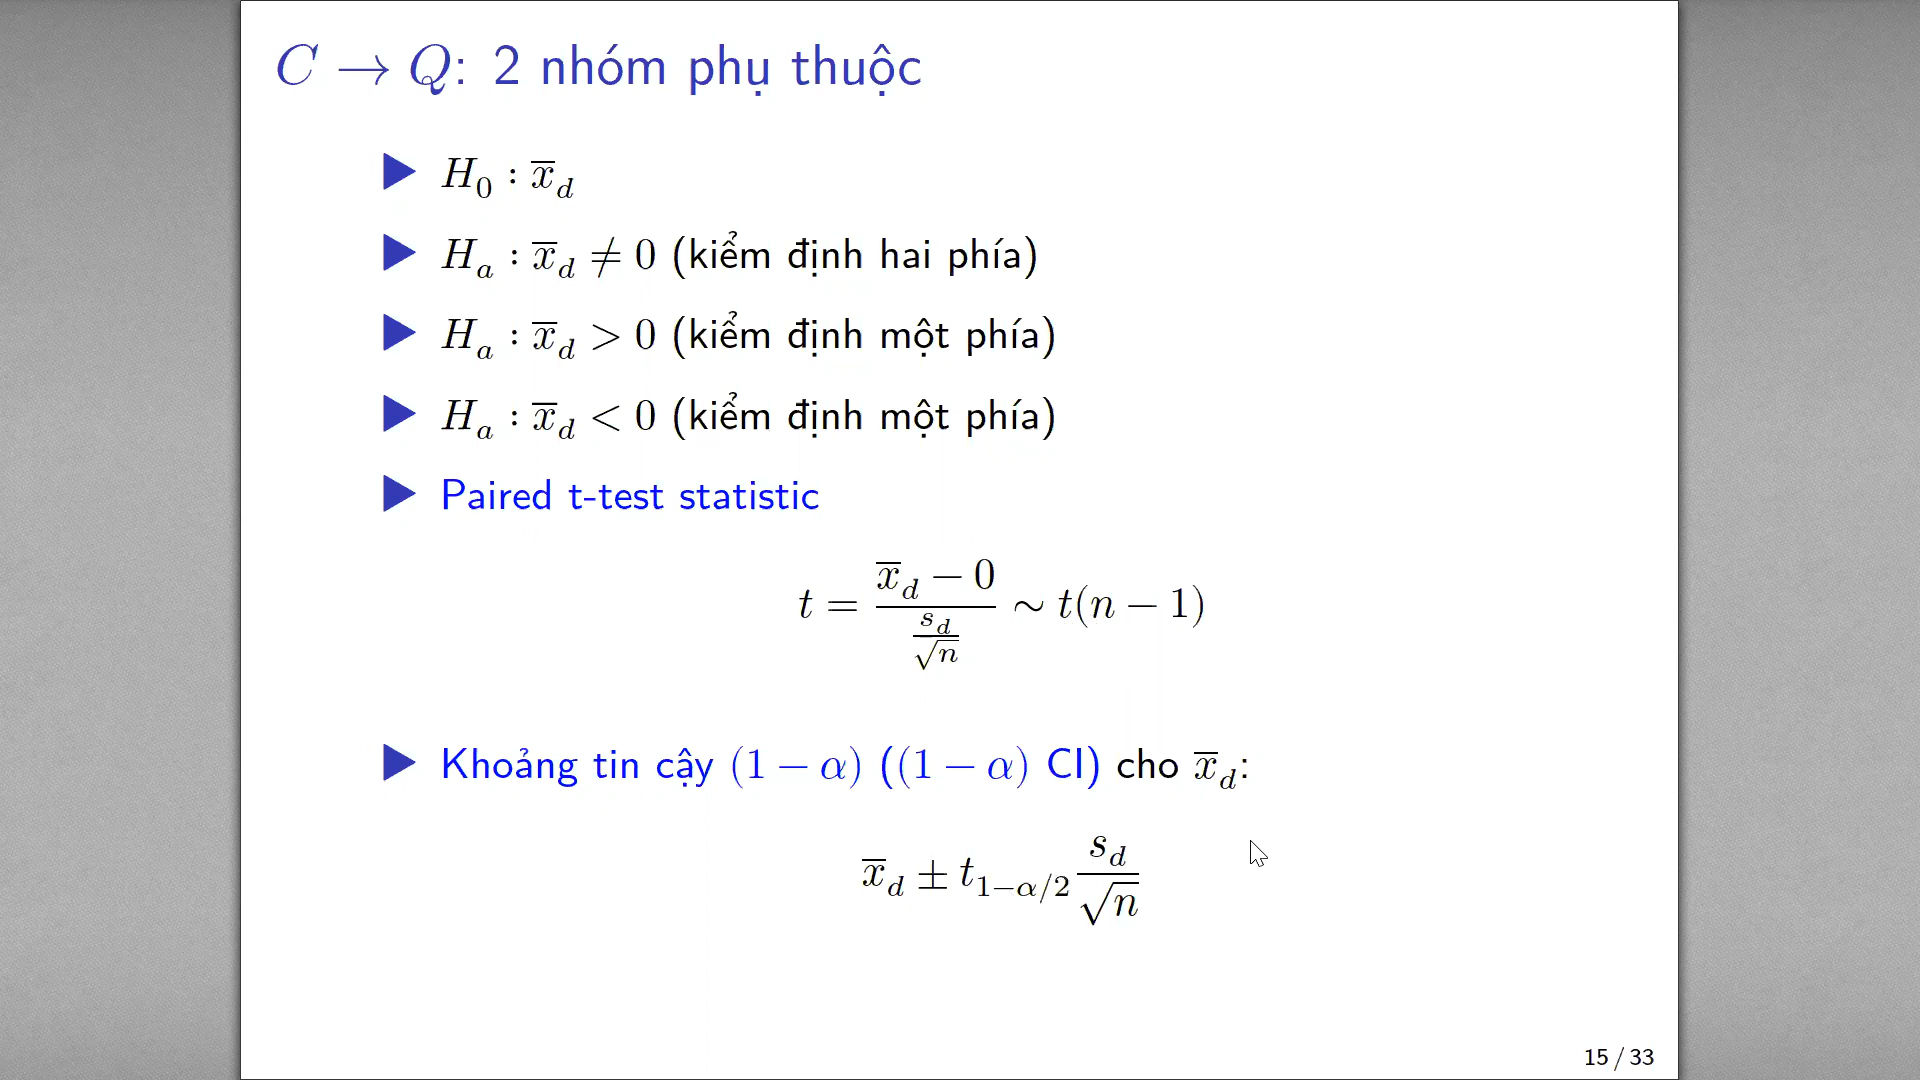 C → Q: 2 nhóm phụ thuộc
▶ H₀ : x̅_d
▶ Hₐ : x̅_d ≠ 0 (kiểm định hai phía)
▶ Hₐ : x̅_d > 0 (kiểm định một phía)
▶ Hₐ : x̅_d < 0 (kiểm định một phía)
▶ Paired t-test statistic
t = (x̅_d − 0) / (s_d / √n) ∼ t(n − 1)
▶ Khoảng tin cậy (1 − α) ((1 − α) CI) cho x̅_d:
x̅_d ± t_{1−α/2} s_d / √n
15 / 33